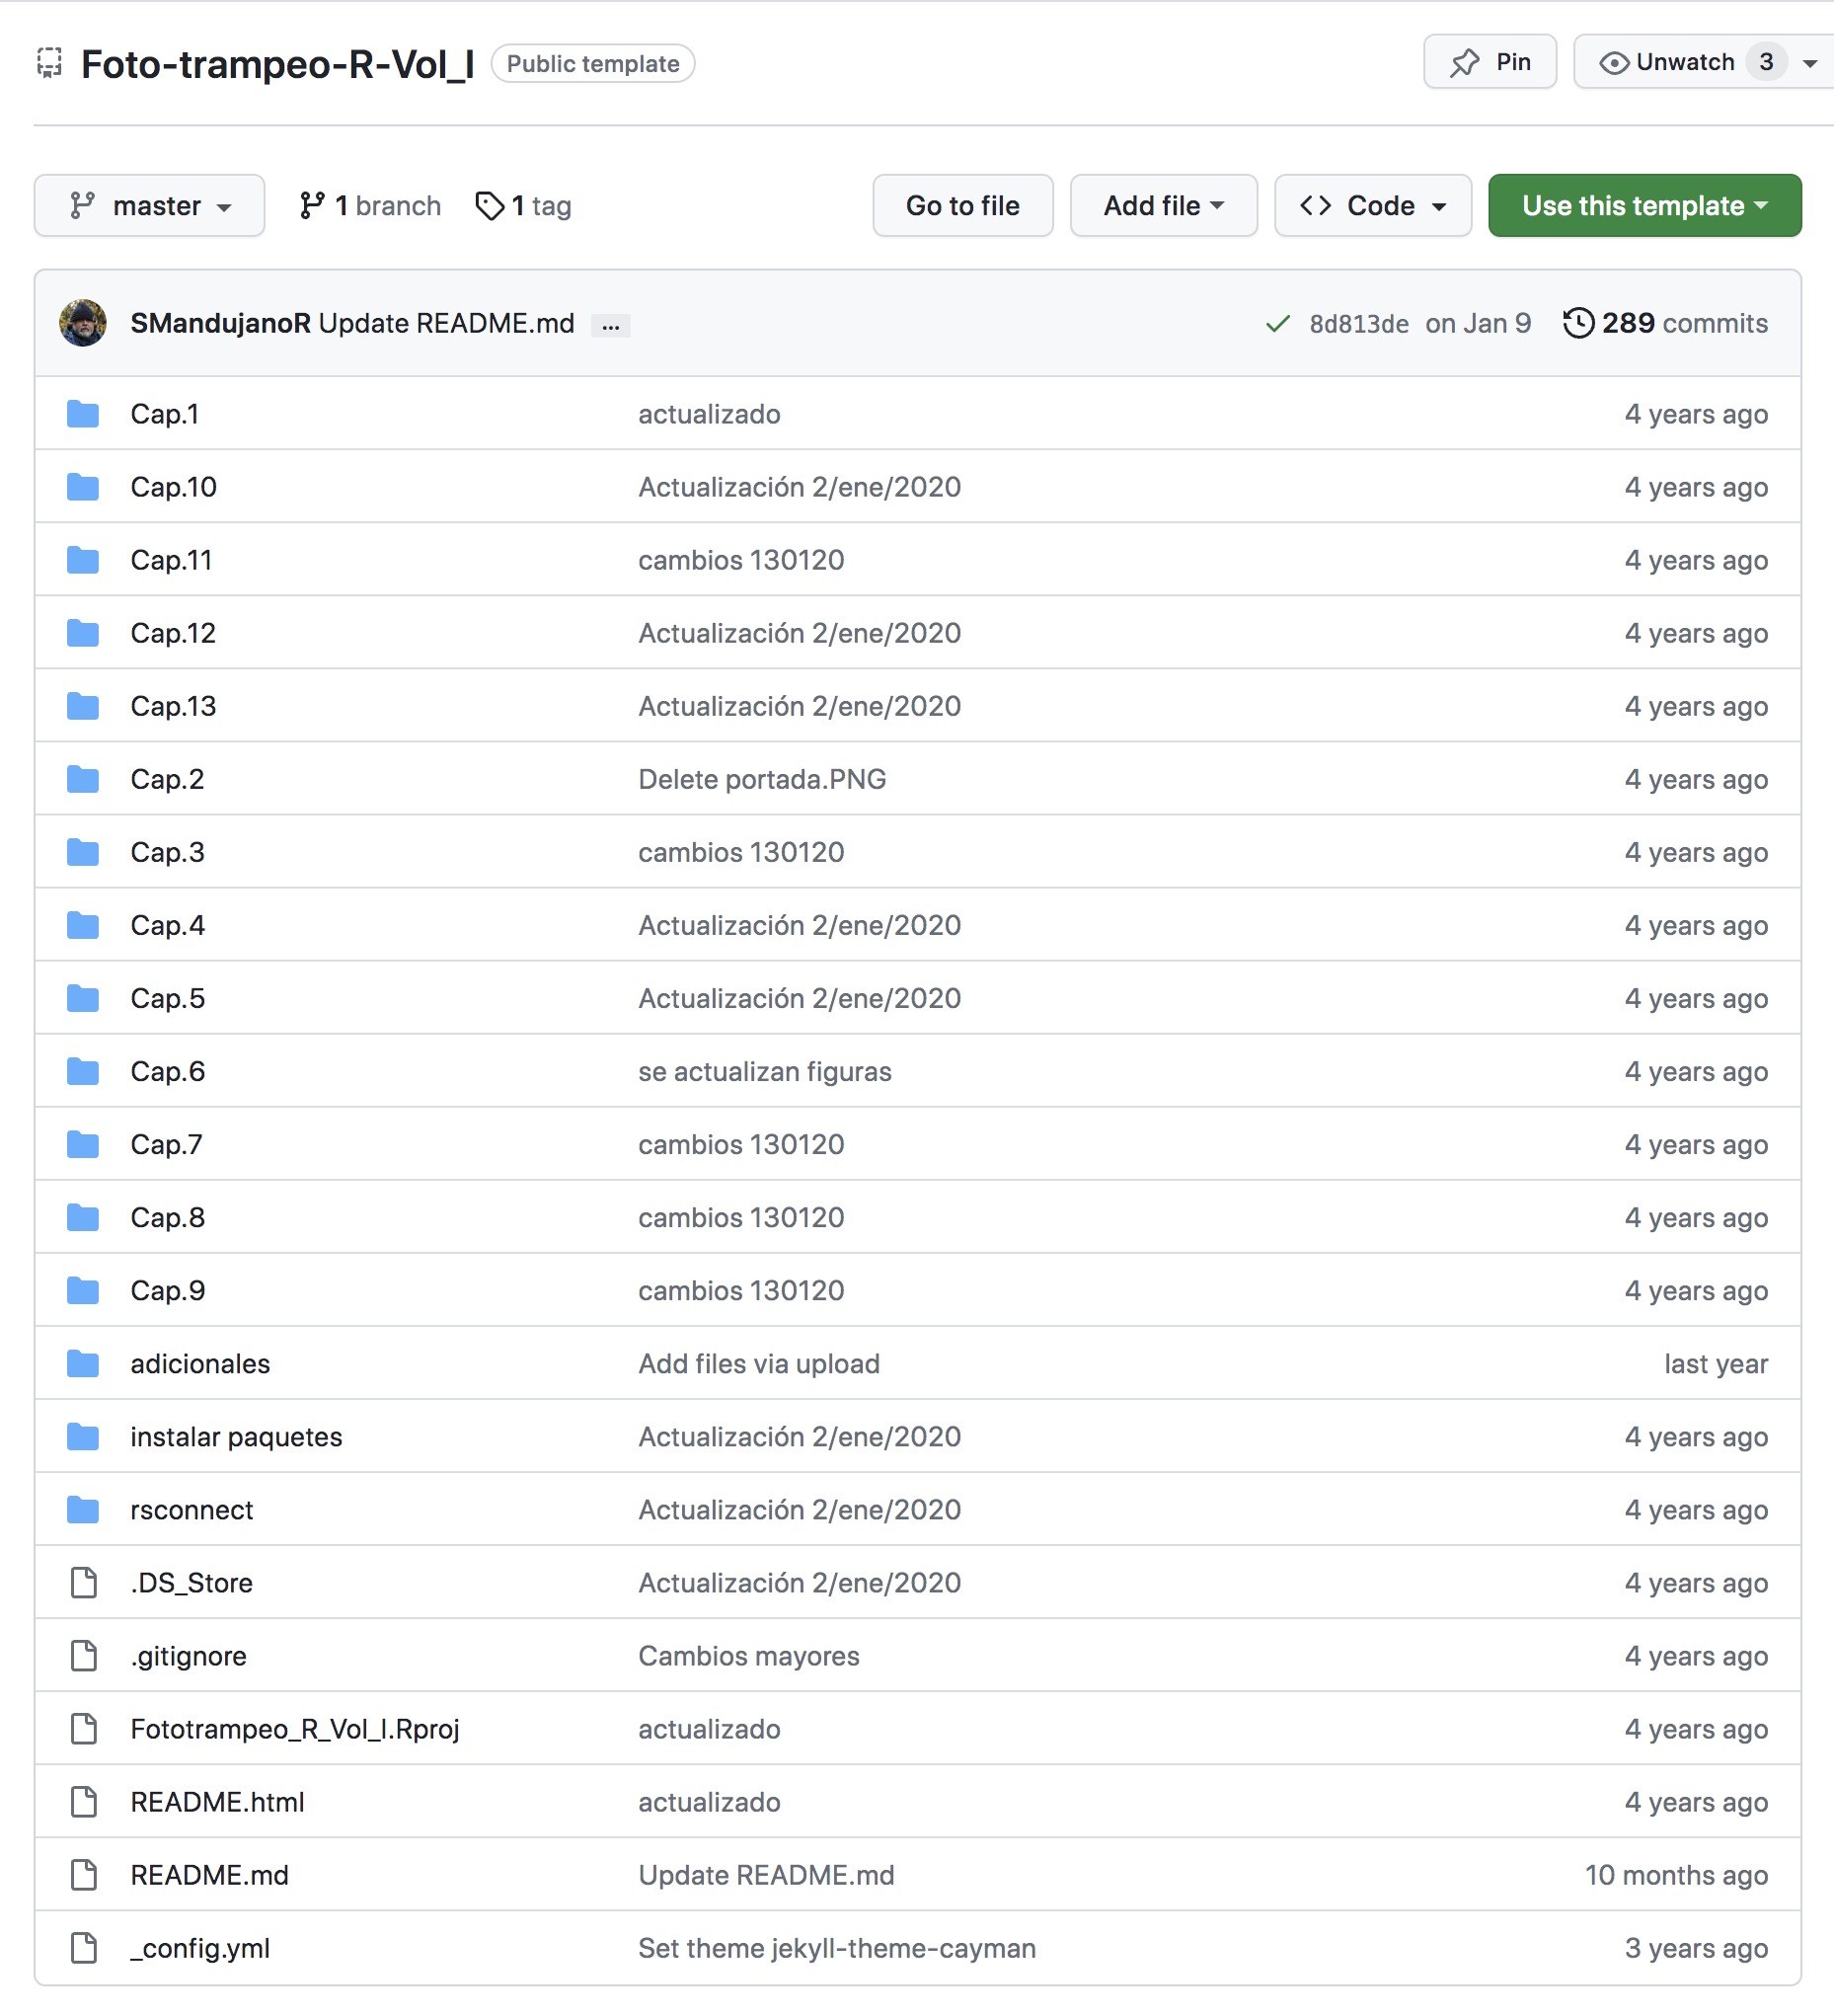 Foto-trampeo-R-Vol_I Public template Pin Unwatch 3
master 1 branch 1 tag Go to file Add file <> Code Use this template
SMandujanoR Update README.md ... 8d813de on Jan 9 289 commits
Cap.1 actualizado 4 years ago
Cap.10 Actualización 2/ene/2020 4 years ago
Cap.11 cambios 130120 4 years ago
Cap.12 Actualización 2/ene/2020 4 years ago
Cap.13 Actualización 2/ene/2020 4 years ago
Cap.2 Delete portada.PNG 4 years ago
Cap.3 cambios 130120 4 years ago
Cap.4 Actualización 2/ene/2020 4 years ago
Cap.5 Actualización 2/ene/2020 4 years ago
Cap.6 se actualizan figuras 4 years ago
Cap.7 cambios 130120 4 years ago
Cap.8 cambios 130120 4 years ago
Cap.9 cambios 130120 4 years ago
adicionales Add files via upload last year
instalar paquetes Actualización 2/ene/2020 4 years ago
rsconnect Actualización 2/ene/2020 4 years ago
.DS_Store Actualización 2/ene/2020 4 years ago
.gitignore Cambios mayores 4 years ago
Fototrampeo_R_Vol_I.Rproj actualizado 4 years ago
README.html actualizado 4 years ago
README.md Update README.md 10 months ago
_config.yml Set theme jekyll-theme-cayman 3 years ago